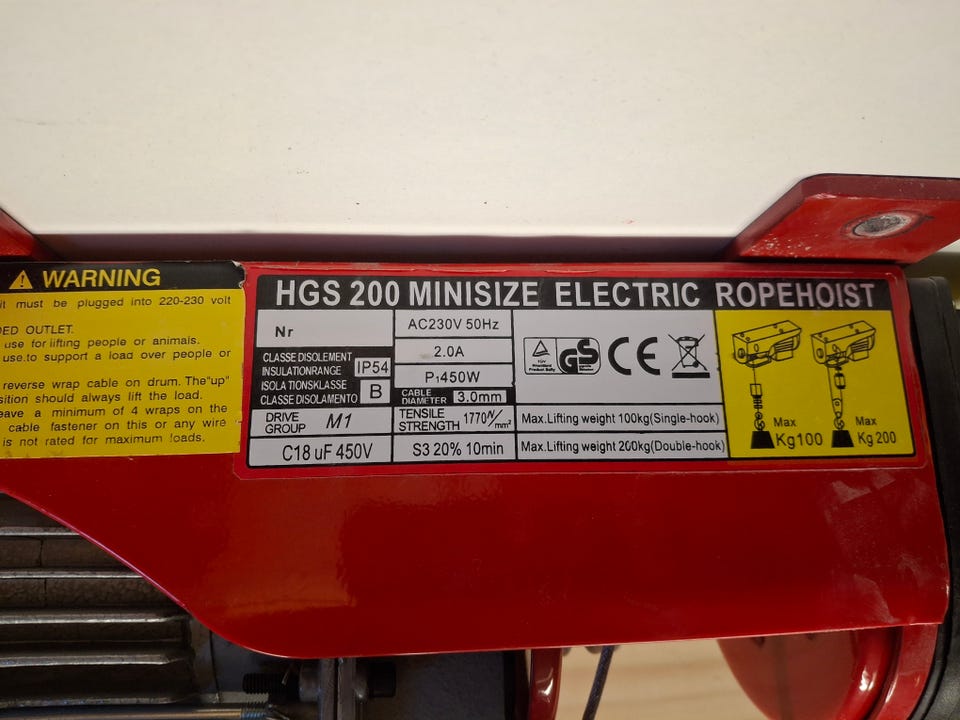 WARNING
it must be plugged into 220-230 volt
DED OUTLET.
use for lifting people or animals.
use.to support a load over people or
reverse wrap cable on drum. The"up"
sition should always lift the load.
eave a minimum of 4 wraps on the
cable fastener on this or any wire
is not rated for maximum loads.
HGS 200 MINISIZE ELECTRIC ROPEHOIST
Nr
CLASSE DISOLEMENT
INSULATIONRANGE
ISOLATIONSKLASSE
CLASSE DISOLAMENTO
IP54
B
DRIVE
GROUP
M1
C18 uF 450V
AC230V 50Hz
2.0A
P1450W
CABLE
DIAMETER
3.0mm
TENSILE
STRENGTH
1770N/mm²
S3 20% 10min
TÜV
Product Safety
GS
CE
Max.Lifting weight 100kg(Single-hook)
Max.Lifting weight 200kg(Double-hook)
Max
Kg100
Max
Kg 200